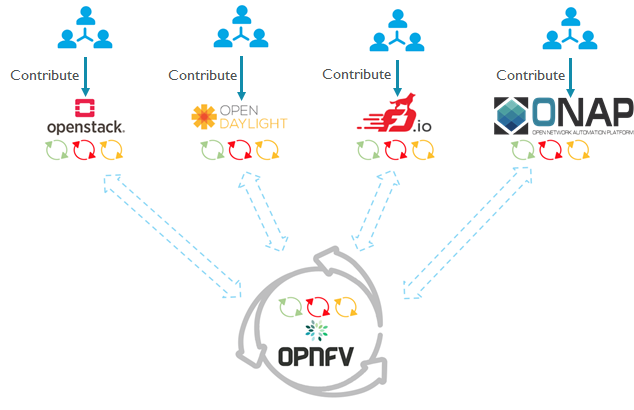 Contribute
Contribute
Contribute
Contribute
openstack.
OPEN
DAYLIGHT
.io
ONAP
OPEN NETWORK AUTOMATION PLATFORM
OPNFV